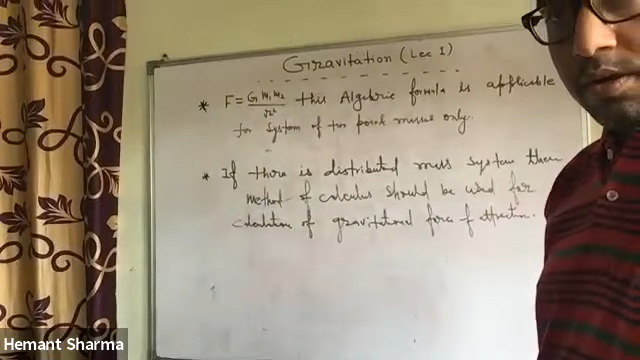 Gravitation (Lec 1)
* F = G m₁ m₂ / r² this Algebric formula is applicable
for system of two point masses only.
* If there is distributed mass system then
method of calculus should be used for
calculation of gravitational force of attraction.
Hemant Sharma